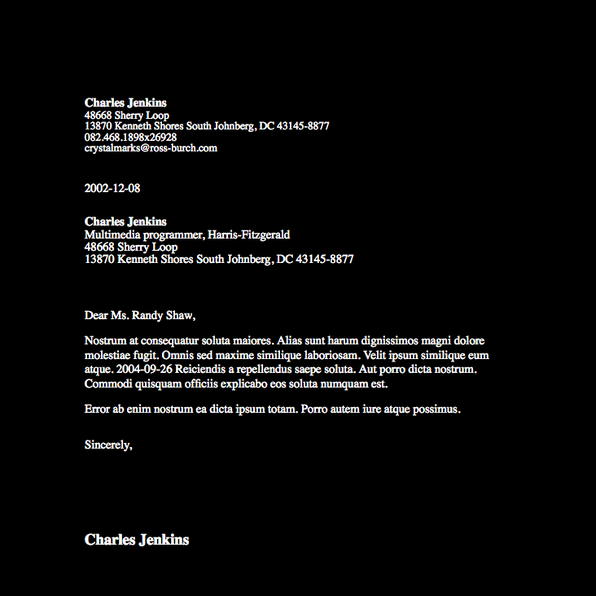 Charles Jenkins
48668 Sherry Loop
13870 Kenneth Shores South Johnberg, DC 43145-8877
082.468.1898x26928
crystalmarks@ross-burch.com
2002-12-08
Charles Jenkins
Multimedia programmer, Harris-Fitzgerald
48668 Sherry Loop
13870 Kenneth Shores South Johnberg, DC 43145-8877
Dear Ms. Randy Shaw,
Nostrum at consequatur soluta maiores. Alias sunt harum dignissimos magni dolore
molestiae fugit. Omnis sed maxime similique laboriosam. Velit ipsum similique eum
atque. 2004-09-26 Reiciendis a repellendus saepe soluta. Aut porro dicta nostrum.
Commodi quisquam officiis explicabo eos soluta numquam est.
Error ab enim nostrum ea dicta ipsum totam. Porro autem iure atque possimus.
Sincerely,
Charles Jenkins